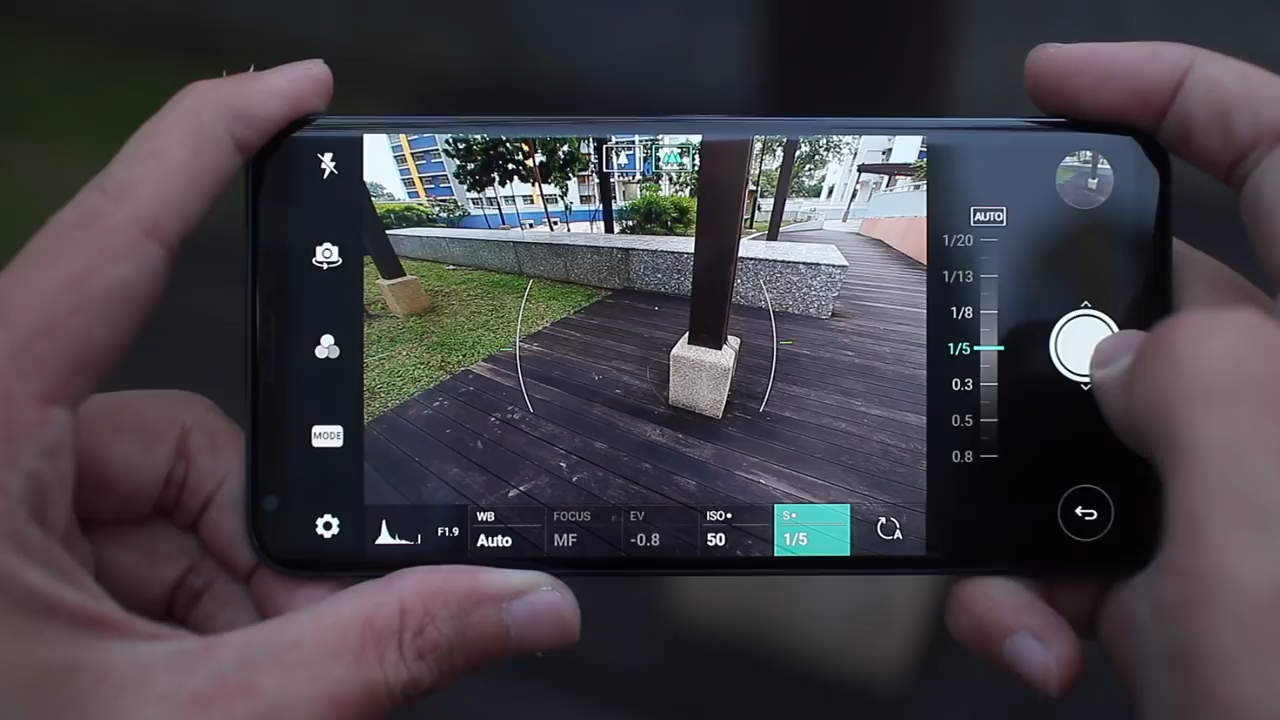 AUTO
1/20
1/13
1/8
1/5
0.3
0.5
0.8
MODE
F1.9
WB
Auto
FOCUS
MF
EV
-0.8
ISO•
50
S•
1/5
A